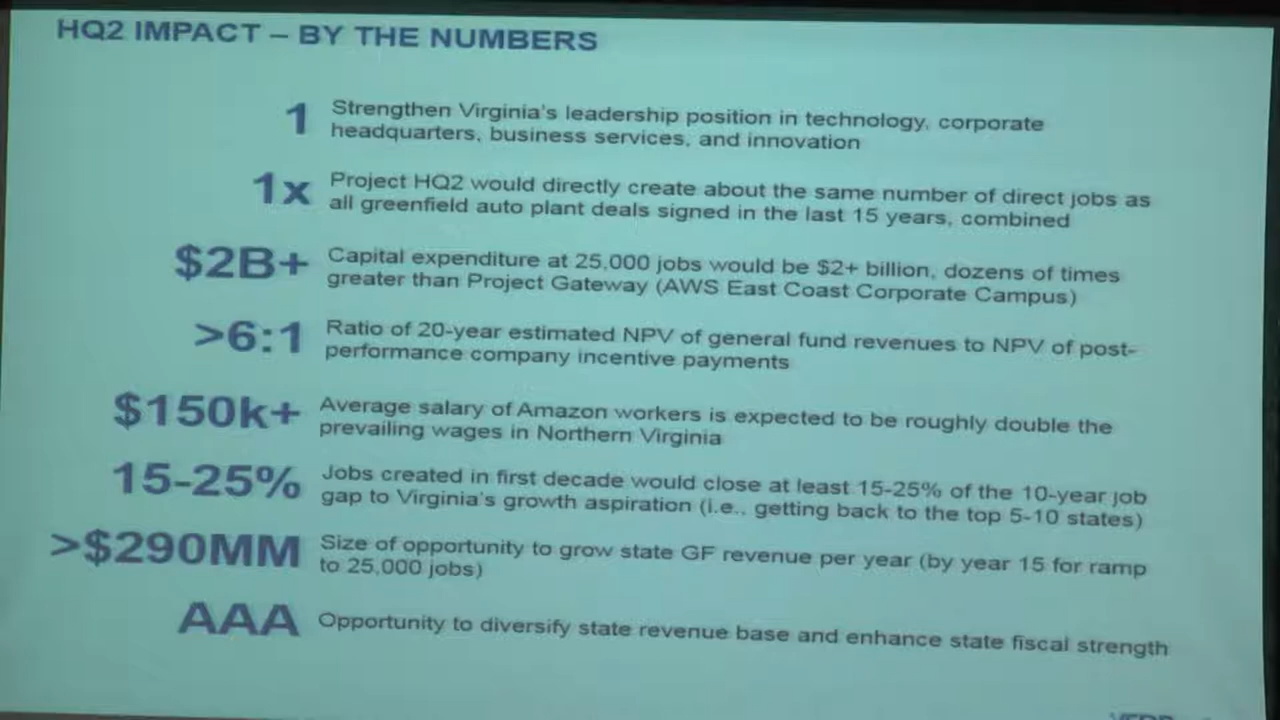 HQ2 IMPACT – BY THE NUMBERS
1
Strengthen Virginia's leadership position in technology, corporate
headquarters, business services, and innovation
1x
Project HQ2 would directly create about the same number of direct jobs as
all greenfield auto plant deals signed in the last 15 years, combined
$2B+
Capital expenditure at 25,000 jobs would be $2+ billion, dozens of times
greater than Project Gateway (AWS East Coast Corporate Campus)
>6:1
Ratio of 20-year estimated NPV of general fund revenues to NPV of post-
performance company incentive payments
$150k+
Average salary of Amazon workers is expected to be roughly double the
prevailing wages in Northern Virginia
15-25%
Jobs created in first decade would close at least 15-25% of the 10-year job
gap to Virginia's growth aspiration (i.e., getting back to the top 5-10 states)
>$290MM
Size of opportunity to grow state GF revenue per year (by year 15 for ramp
to 25,000 jobs)
AAA
Opportunity to diversify state revenue base and enhance state fiscal strength